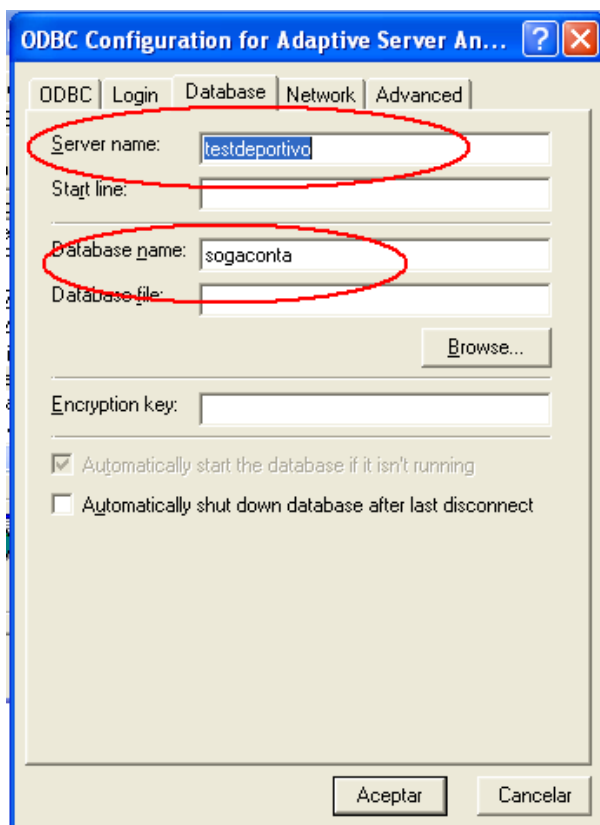 ODBC Configuration for Adaptive Server An...
ODBC Login Database Network Advanced
Server name: testdeportivo
Start line:
Database name: sogaconta
Database file:
Browse...
Encryption key:
Automatically start the database if it isn't running
Automatically shut down database after last disconnect
Aceptar Cancelar